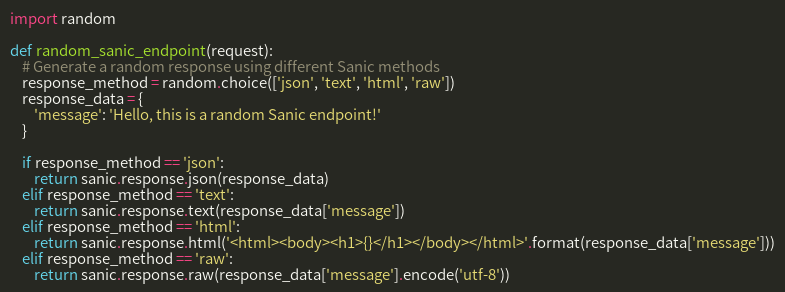 import random

def random_sanic_endpoint(request):
    # Generate a random response using different Sanic methods
    response_method = random.choice(['json', 'text', 'html', 'raw'])
    response_data = {
        'message': 'Hello, this is a random Sanic endpoint!'
    }

    if response_method == 'json':
        return sanic.response.json(response_data)
    elif response_method == 'text':
        return sanic.response.text(response_data['message'])
    elif response_method == 'html':
        return sanic.response.html('<html><body><h1>{}</h1></body></html>'.format(response_data['message']))
    elif response_method == 'raw':
        return sanic.response.raw(response_data['message'].encode('utf-8'))